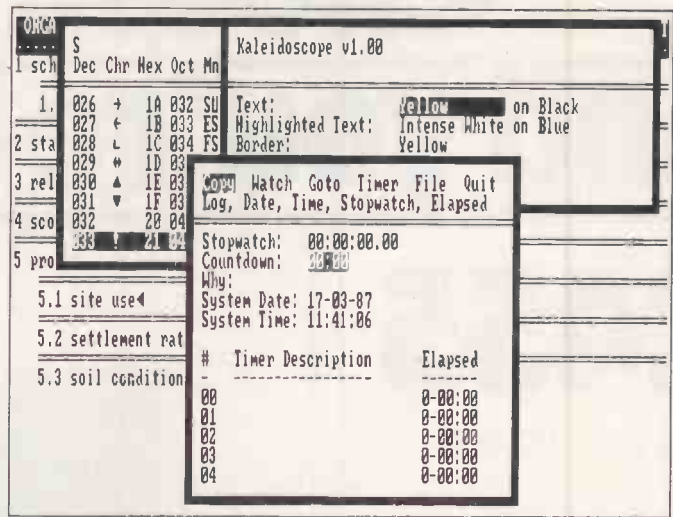 ORGA
S
Dec Chr Hex Oct Mn
026 → 1A 032 SU
027 ← 1B 033 ES
028 ∟ 1C 034 FS
029 ↔ 1D 03
030 ▲ 1E 03
031 ▼ 1F 03
032 20 04
033 ! 21 04
Kaleidoscope v1.00
Text: Yellow on Black
Highlighted Text: Intense White on Blue
Border: Yellow
1 sch
1.
2 sta
3 rel
4 sco
5 pro
5.1 site use◄
5.2 settlement rat
5.3 soil condition
Copy Watch Goto Timer File Quit
Log, Date, Time, Stopwatch, Elapsed
Stopwatch: 00:00:00.00
Countdown: 00:00
Why:
System Date: 17-03-87
System Time: 11:41:06
# Timer Description Elapsed
00 0-00:00
01 0-00:00
02 0-00:00
03 0-00:00
04 0-00:00